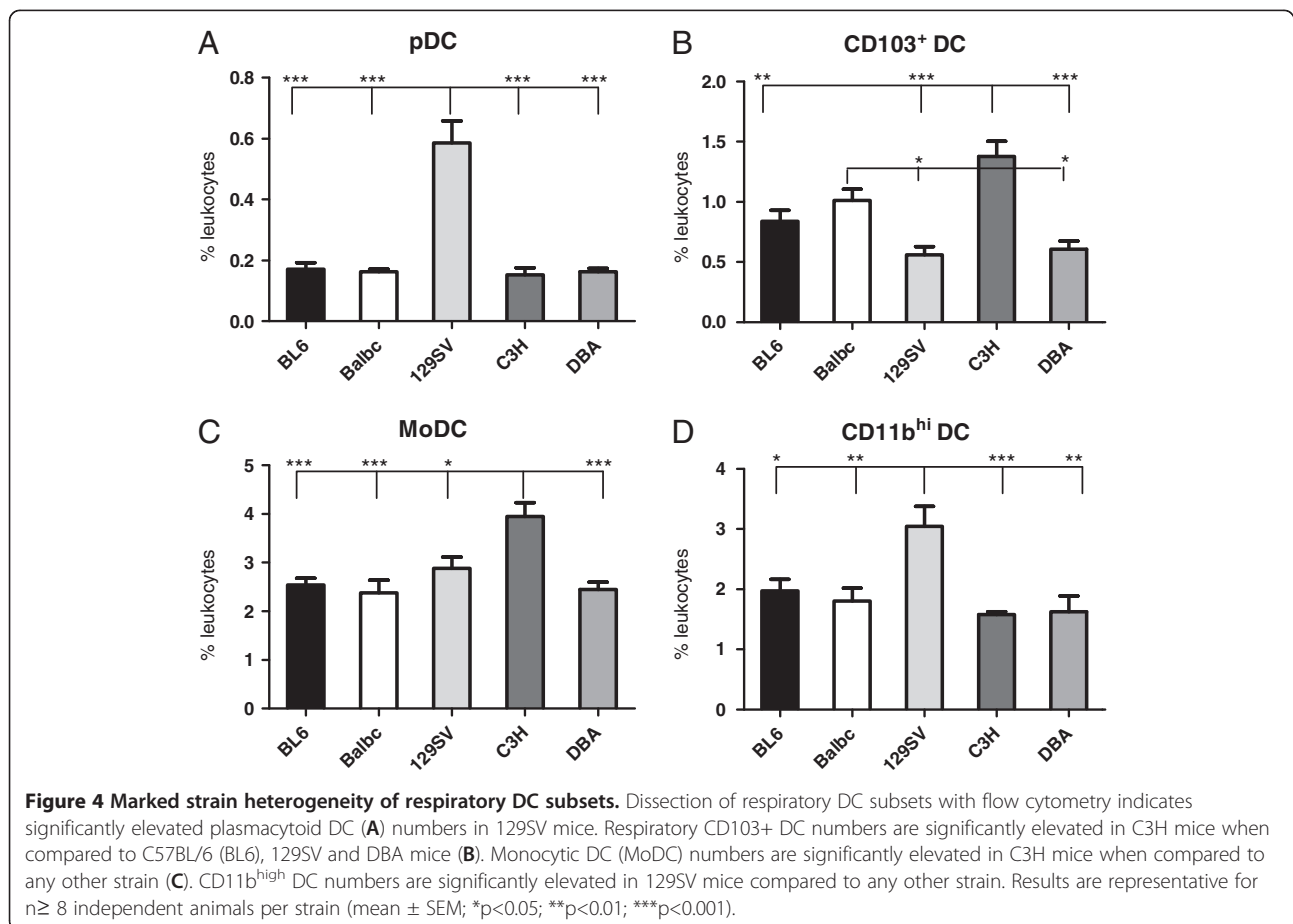 A
pDC
*** *** *** ***
% leukocytes
0.8
0.6
0.4
0.2
0.0
BL6 Balbc 129SV C3H DBA
B
CD103+ DC
** *** ***
* *
% leukocytes
2.0
1.5
1.0
0.5
0.0
BL6 Balbc 129SV C3H DBA
C
MoDC
*** *** * ***
% leukocytes
5
4
3
2
1
0
BL6 Balbc 129SV C3H DBA
D
CD11bhi DC
* ** *** **
% leukocytes
4
3
2
1
0
BL6 Balbc 129SV C3H DBA
Figure 4 Marked strain heterogeneity of respiratory DC subsets. Dissection of respiratory DC subsets with flow cytometry indicates
significantly elevated plasmacytoid DC (A) numbers in 129SV mice. Respiratory CD103+ DC numbers are significantly elevated in C3H mice when
compared to C57BL/6 (BL6), 129SV and DBA mice (B). Monocytic DC (MoDC) numbers are significantly elevated in C3H mice when compared to
any other strain (C). CD11bhigh DC numbers are significantly elevated in 129SV mice compared to any other strain. Results are representative for
n≥ 8 independent animals per strain (mean ± SEM; *p<0.05; **p<0.01; ***p<0.001).